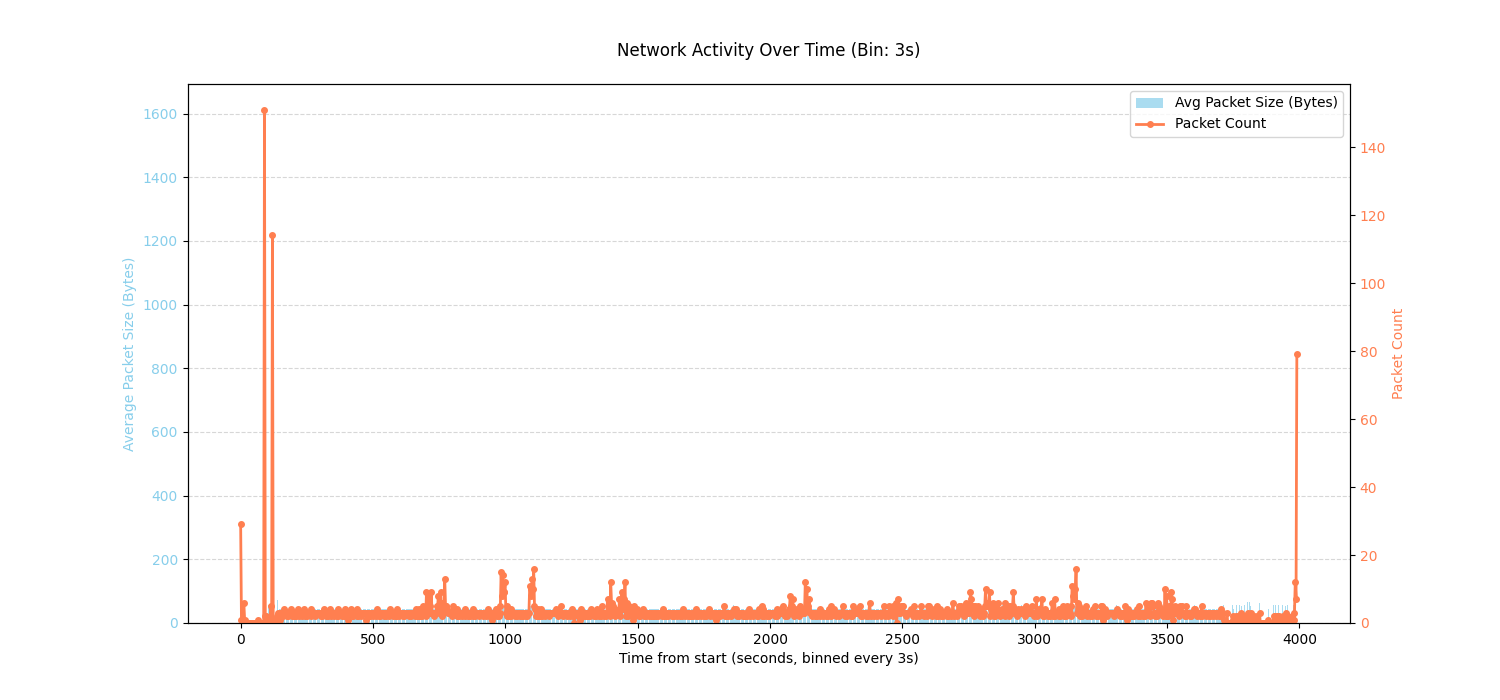 Network Activity Over Time (Bin: 3s)
Avg Packet Size (Bytes)
Packet Count
Average Packet Size (Bytes)
1600
1400
1200
1000
800
600
400
200
0
140
120
100
80
60
40
20
0
Packet Count
0 500 1000 1500 2000 2500 3000 3500 4000
Time from start (seconds, binned every 3s)